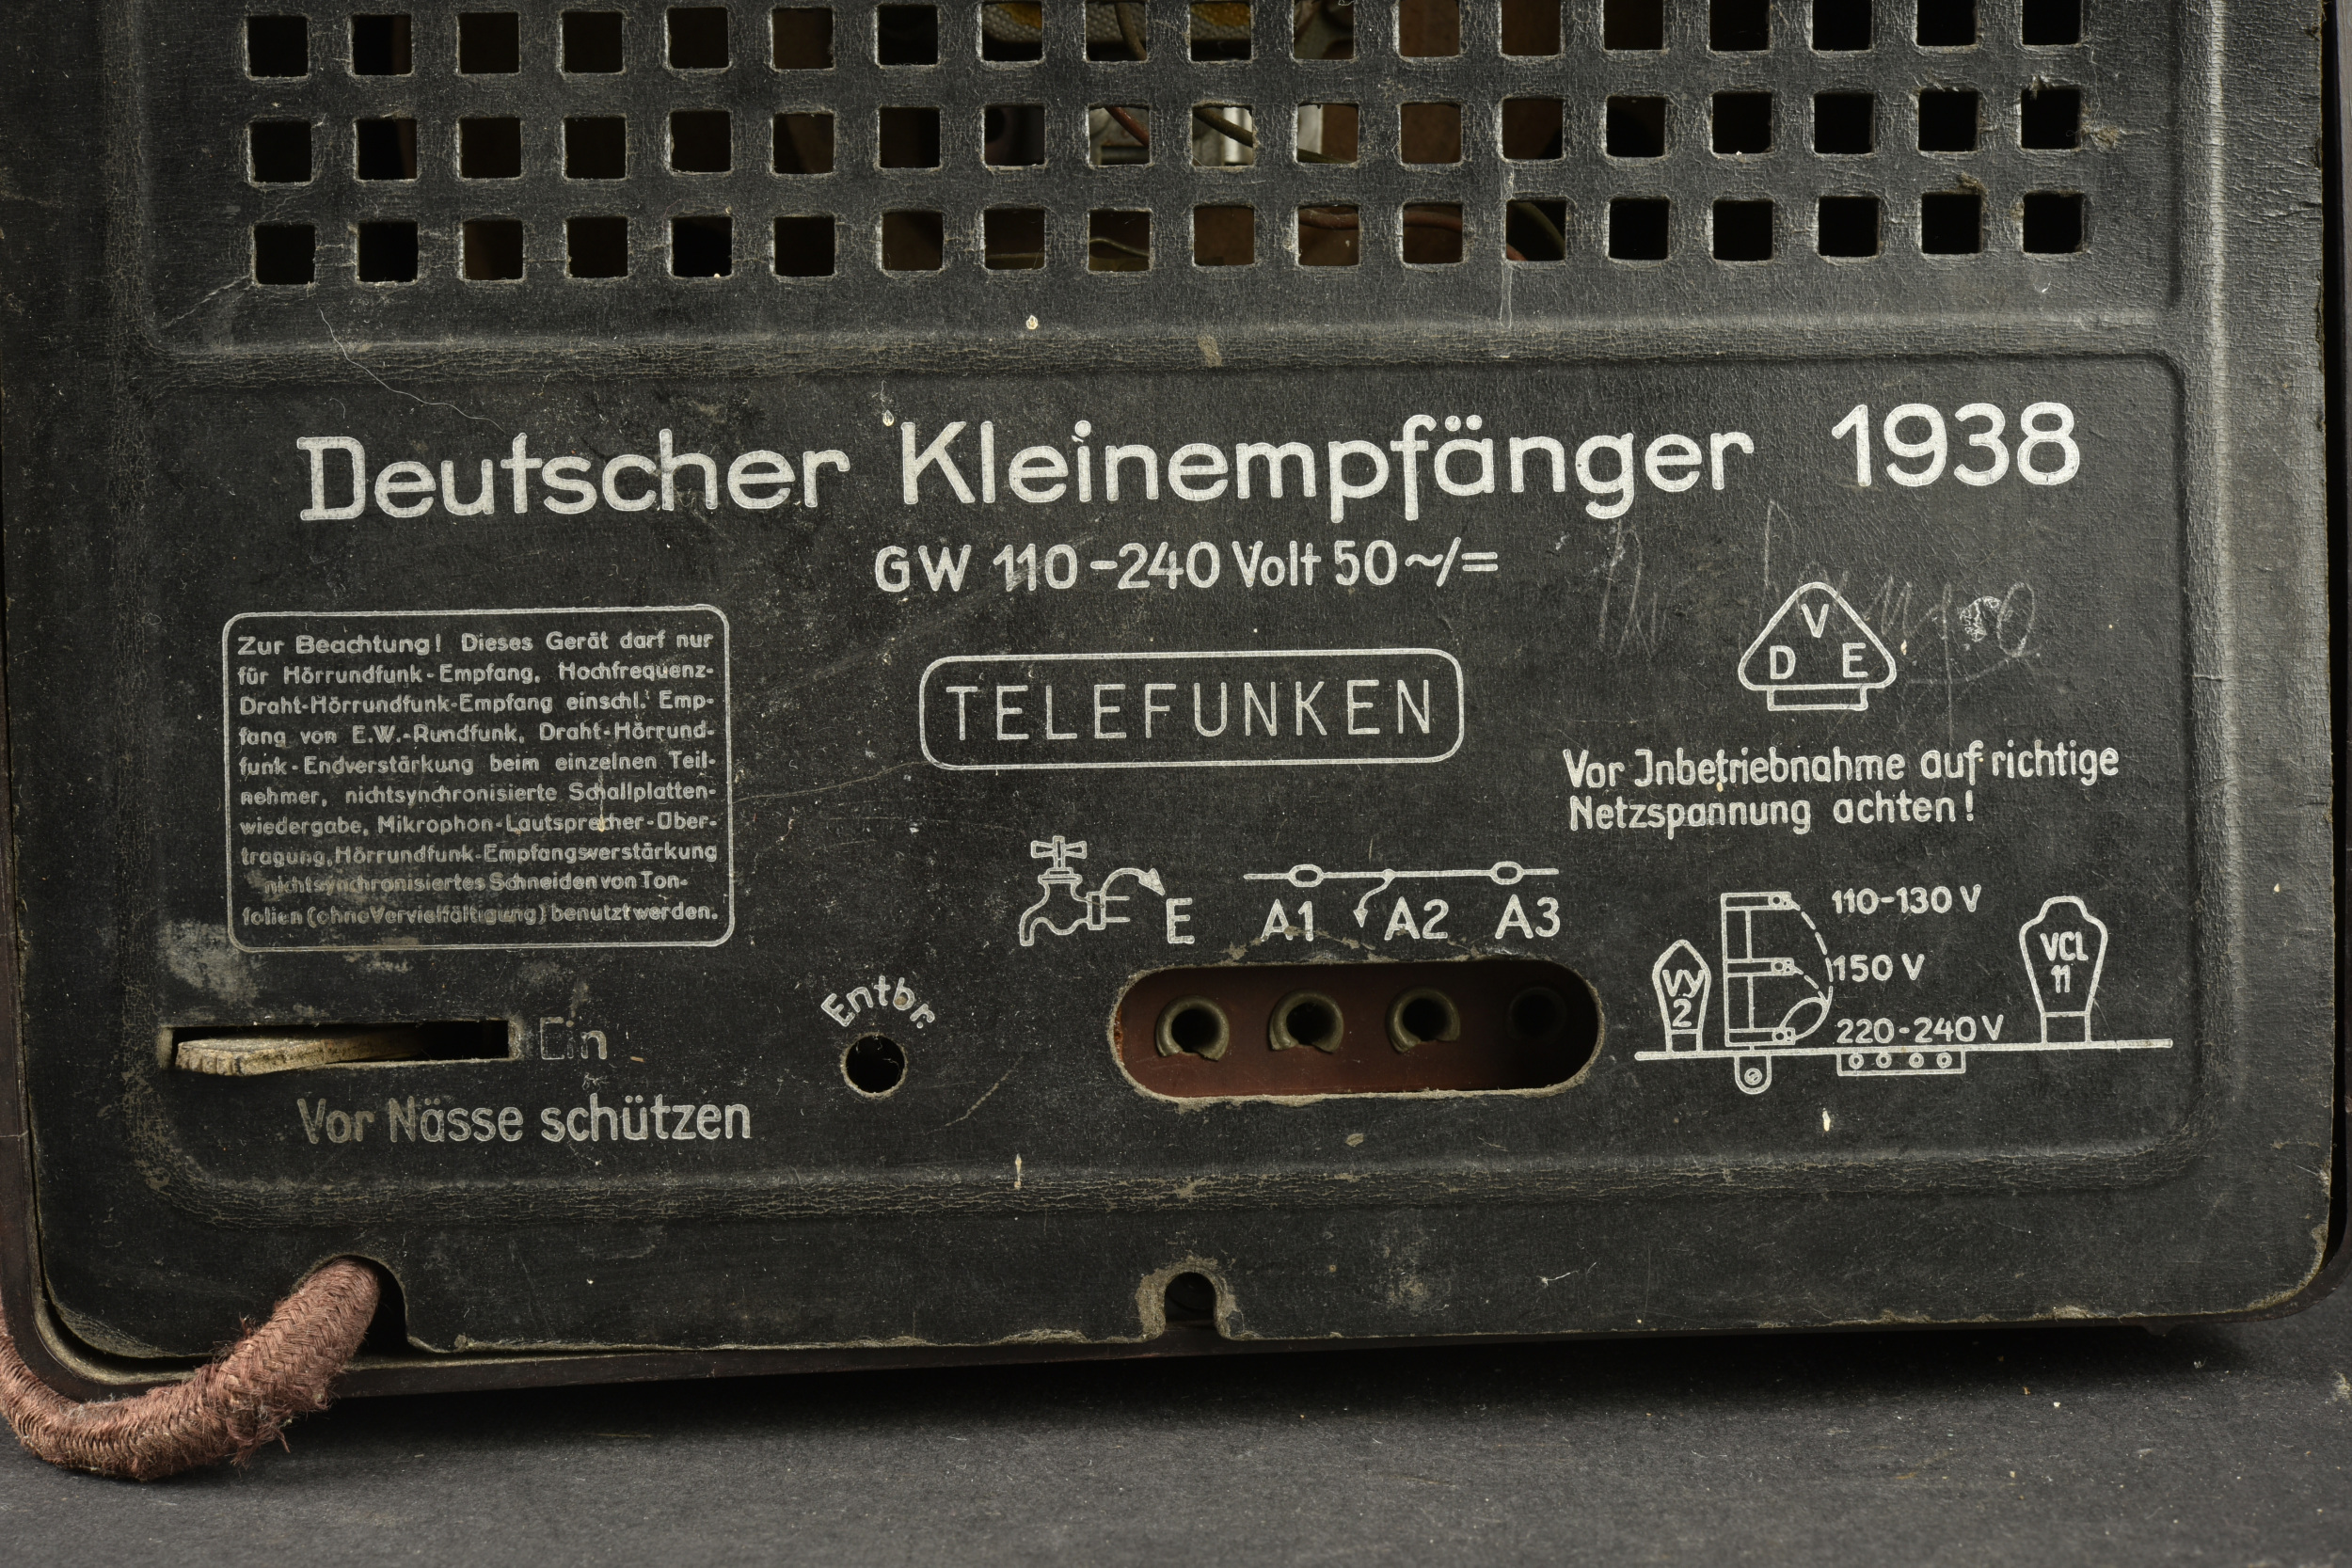 Deutscher Kleinempfänger 1938
GW 110-240 Volt 50~/=
Zur Beachtung! Dieses Gerät darf nur
für Hörrundfunk-Empfang, Hochfrequenz-
Draht-Hörrundfunk-Empfang einschl. Emp-
fang von E.W.-Rundfunk, Draht-Hörrund-
funk-Endverstärkung beim einzelnen Teil-
nehmer, nichtsynchronisierte Schallplatten-
wiedergabe, Mikrophon-Lautsprecher-Über-
tragung, Hörrundfunk-Empfangsverstärkung
nichtsynchronisiertes Schneiden von Ton-
folien (ohne Vervielfältigung) benutzt werden.
TELEFUNKEN
V
D E
Vor Jnbetriebnahme auf richtige
Netzspannung achten!
E A1 A2 A3
110-130 V
150 V
220-240 V
VY
2
VCL
11
Ein
Entbr.
Vor Nässe schützen